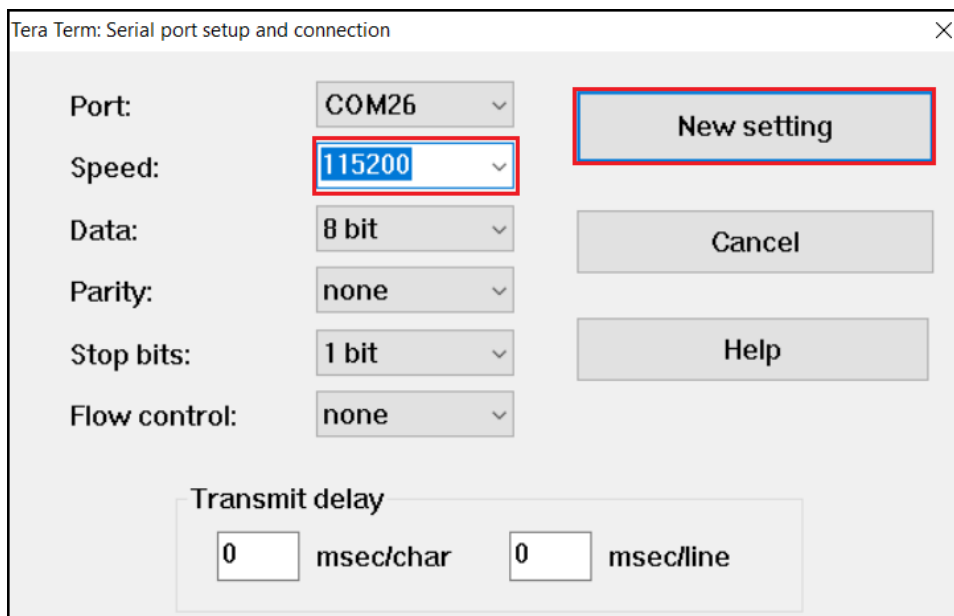 Tera Term: Serial port setup and connection
Port: COM26 New setting
Speed: 115200
Data: 8 bit Cancel
Parity: none
Stop bits: 1 bit Help
Flow control: none
Transmit delay
0 msec/char 0 msec/line